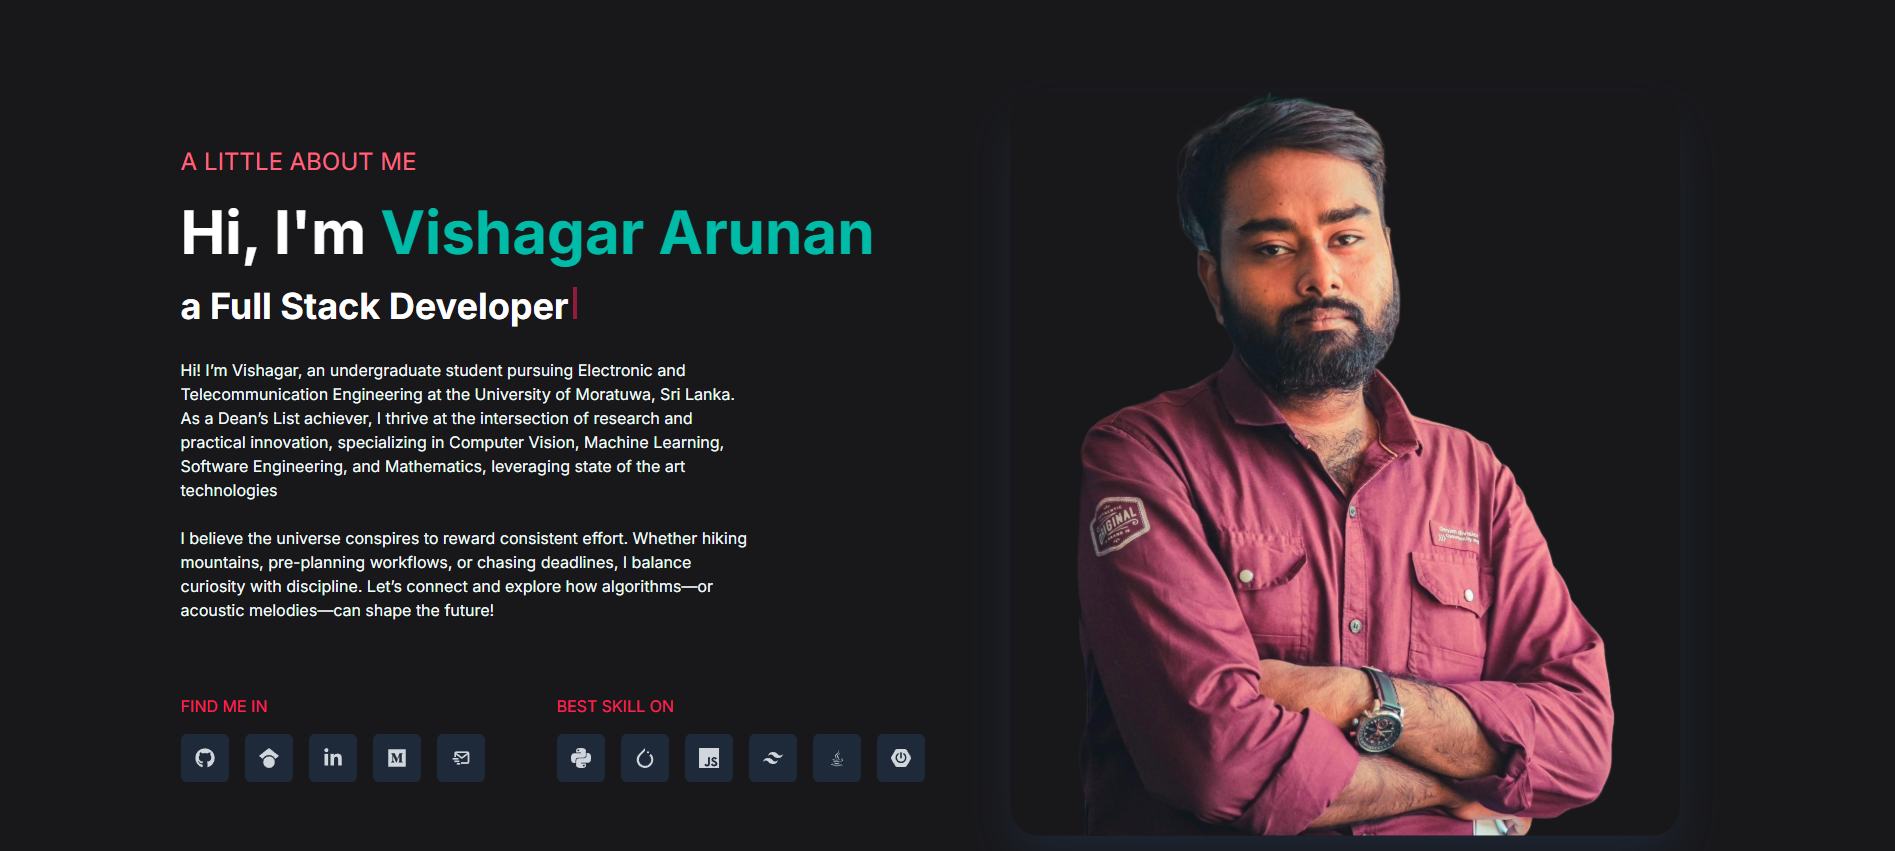 A LITTLE ABOUT ME
Hi, I'm Vishagar Arunan
a Full Stack Developer
Hi! I’m Vishagar, an undergraduate student pursuing Electronic and
Telecommunication Engineering at the University of Moratuwa, Sri Lanka.
As a Dean’s List achiever, I thrive at the intersection of research and
practical innovation, specializing in Computer Vision, Machine Learning,
Software Engineering, and Mathematics, leveraging state of the art
technologies
I believe the universe conspires to reward consistent effort. Whether hiking
mountains, pre-planning workflows, or chasing deadlines, I balance
curiosity with discipline. Let’s connect and explore how algorithms—or
acoustic melodies—can shape the future!
FIND ME IN
BEST SKILL ON
in
M
JS
ORIGINAL